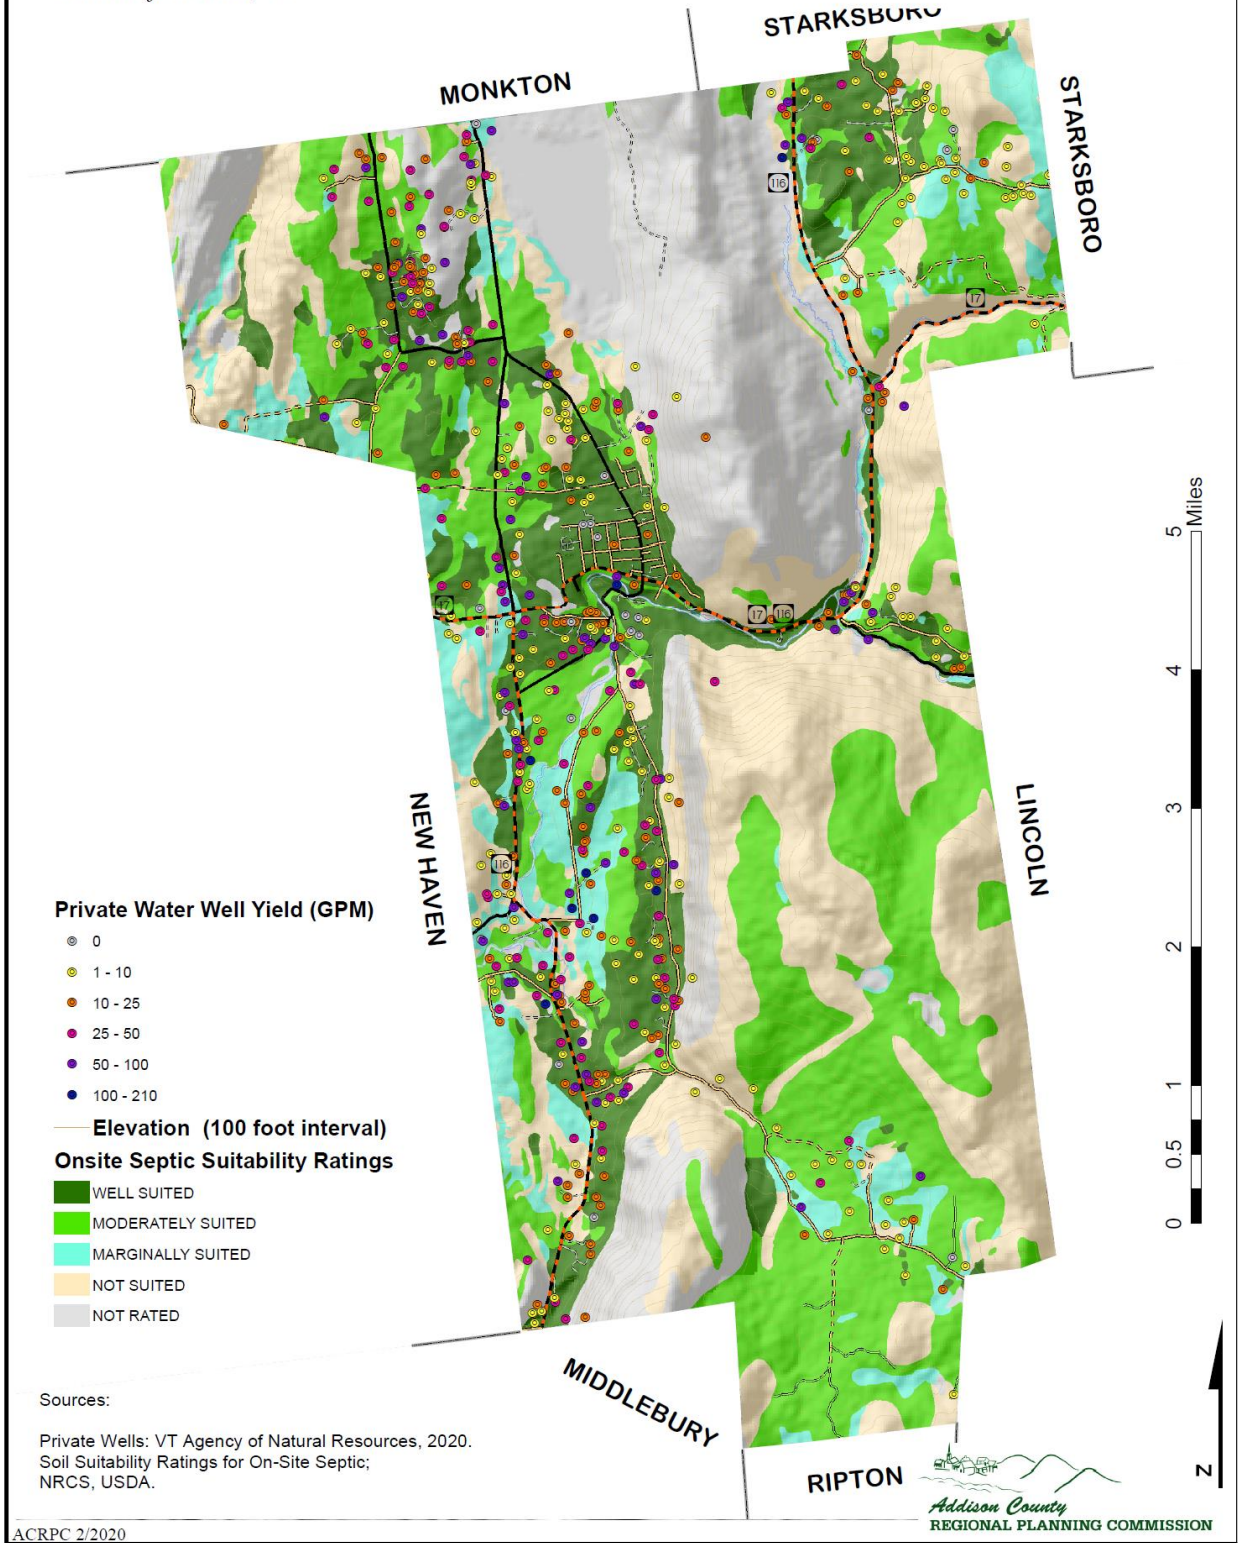 STARKSBORO
MONKTON
STARKSBORO
116
17
17
17 116
5
Miles
4
3
2
1
0.5
0
NEW HAVEN
LINCOLN
116
Private Water Well Yield (GPM)
0
1 - 10
10 - 25
25 - 50
50 - 100
100 - 210
Elevation (100 foot interval)
Onsite Septic Suitability Ratings
WELL SUITED
MODERATELY SUITED
MARGINALLY SUITED
NOT SUITED
NOT RATED
MIDDLEBURY
RIPTON
Sources:
Private Wells: VT Agency of Natural Resources, 2020.
Soil Suitability Ratings for On-Site Septic;
NRCS, USDA.
N
Addison County
REGIONAL PLANNING COMMISSION
ACRPC 2/2020